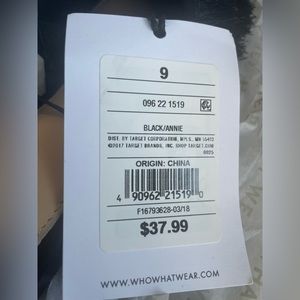 9
096 22 1519
BLACK/ANNIE
DIST. BY TARGET CORPORATION, MPLS., MN 55403
©2017 TARGET BRANDS, INC. SHOP TARGET.COM
ORIGIN: CHINA
4 90962 21519 0
F16793628-03/18
$37.99
WWW.WHOWHATWEAR.COM